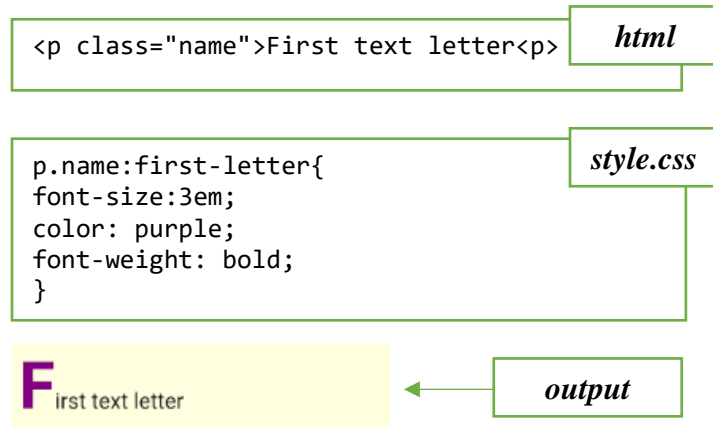 <p class="name">First text letter<p>
html
style.css
p.name:first-letter{
font-size:3em;
color: purple;
font-weight: bold;
}
First text letter
output